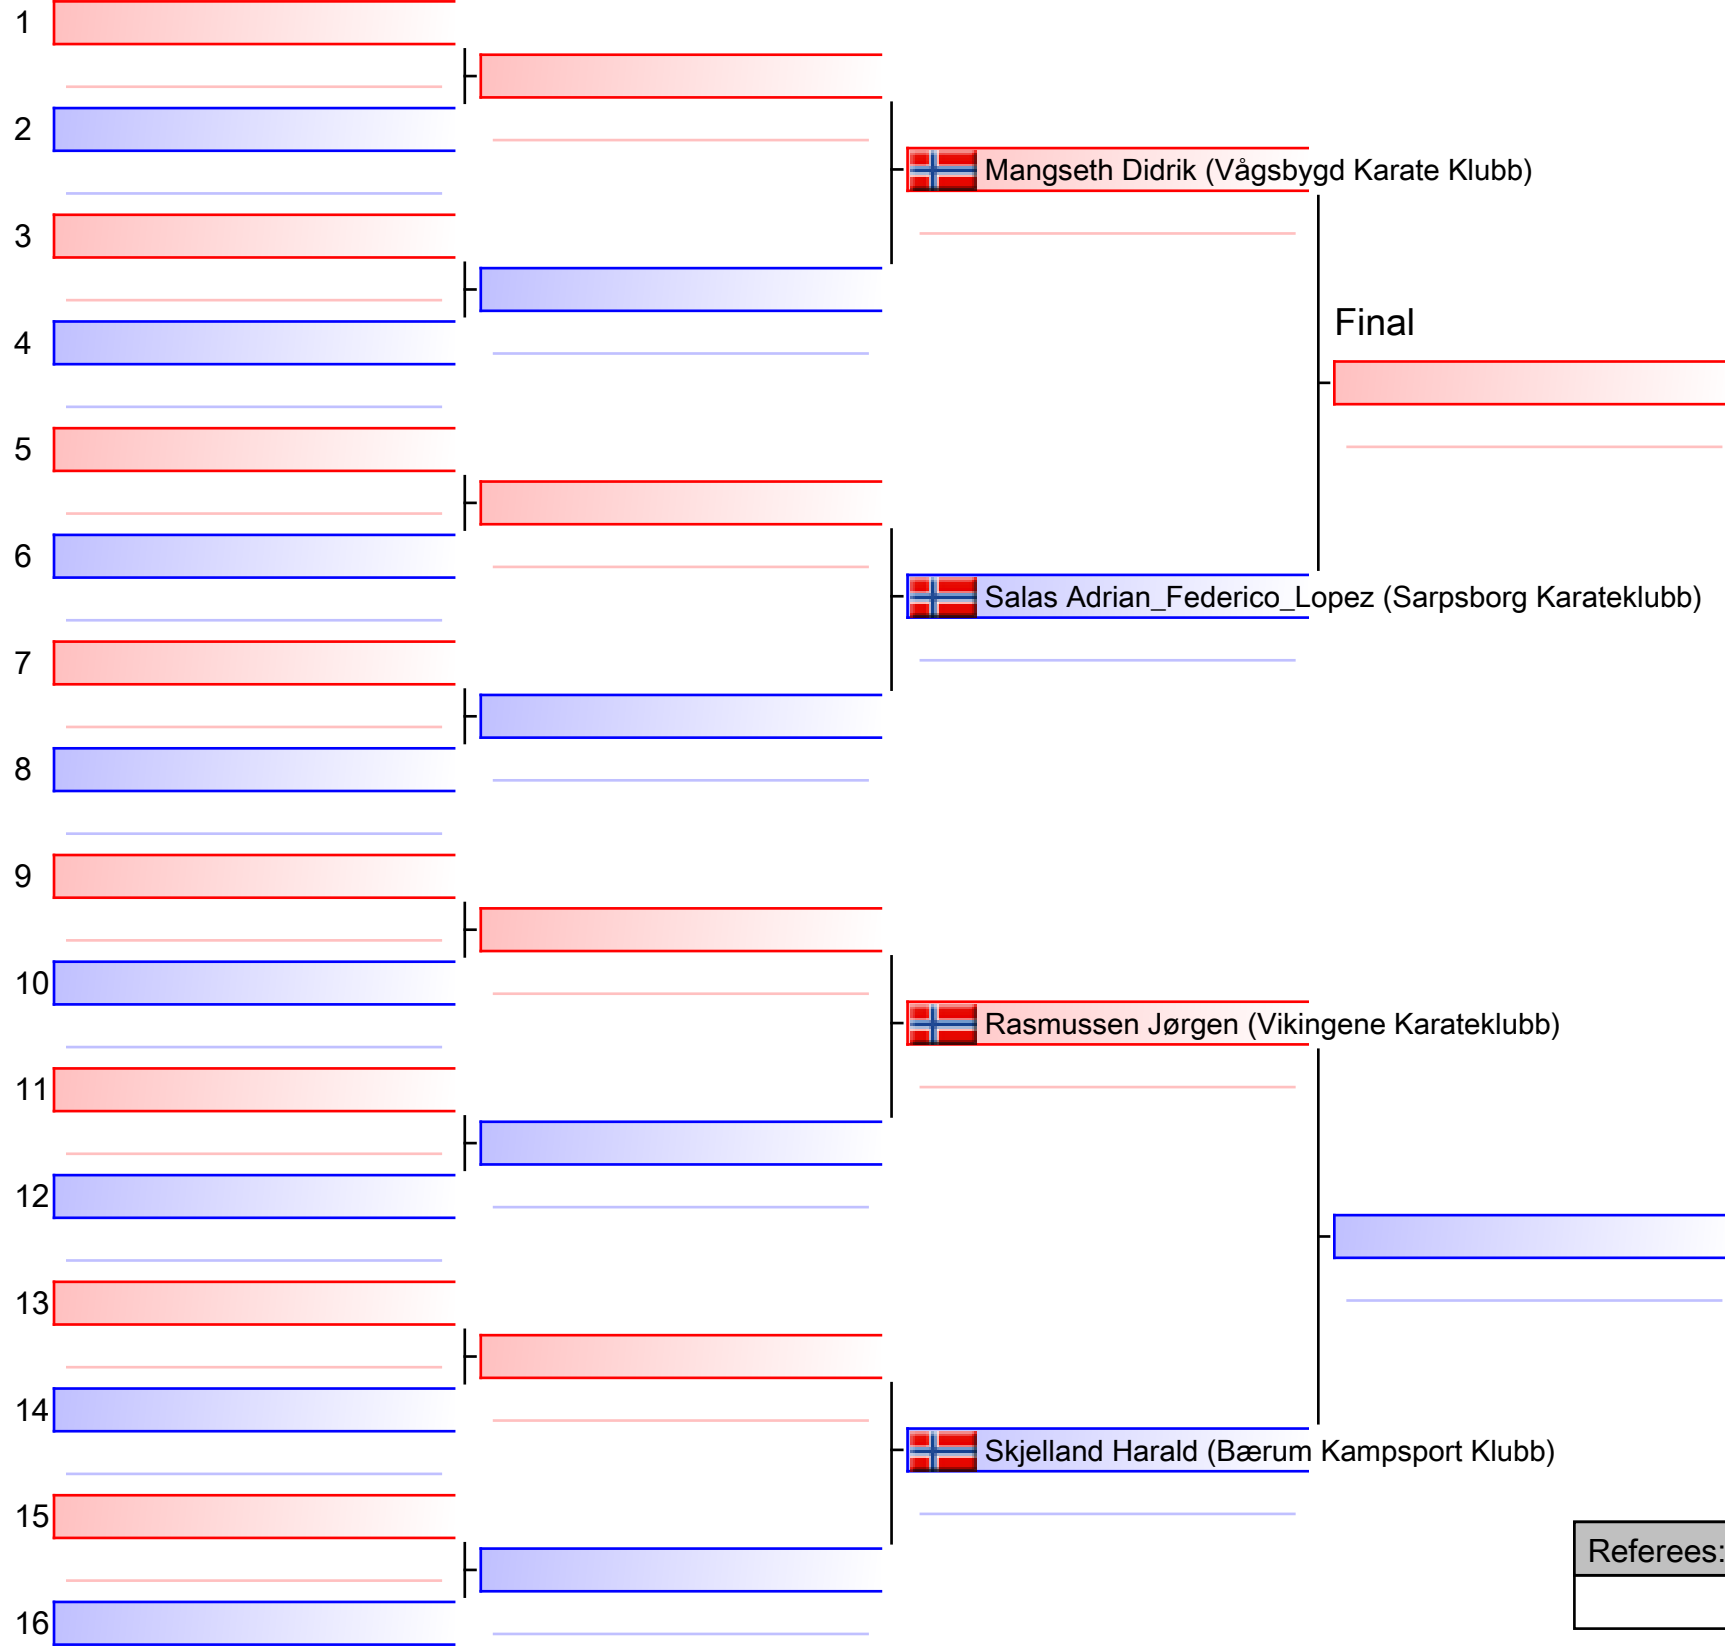 1
2
Mangseth Didrik (Vågsbygd Karate Klubb)
3
Final
4
5
6
Salas Adrian_Federico_Lopez (Sarpsborg Karateklubb)
7
8
9
10
Rasmussen Jørgen (Vikingene Karateklubb)
11
12
13
14
Skjelland Harald (Bærum Kampsport Klubb)
15
Referees:
16